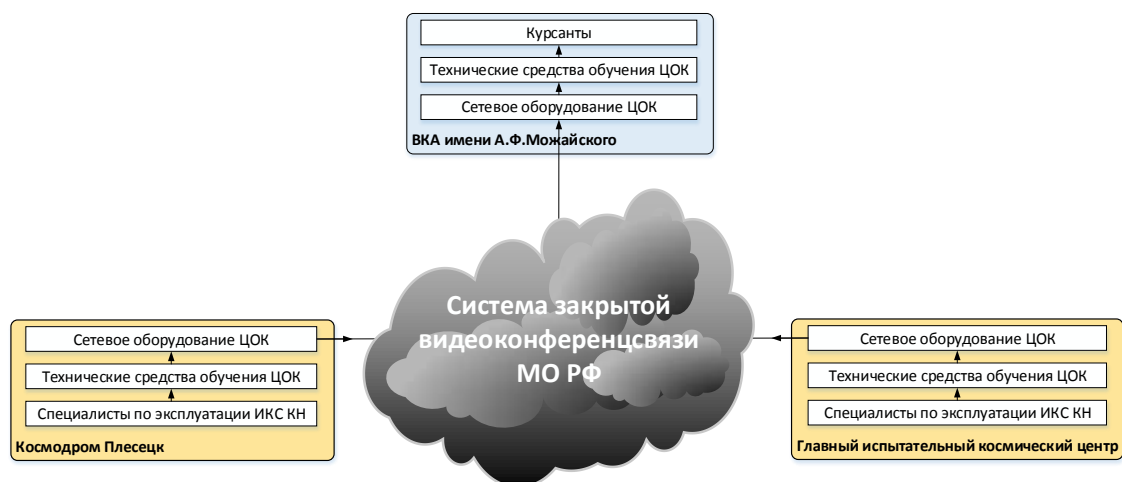 Курсанты
Технические средства обучения ЦОК
Сетевое оборудование ЦОК
ВКА имени А.Ф.Можайского
Система закрытой
видеоконференцсвязи
МО РФ
Сетевое оборудование ЦОК
Технические средства обучения ЦОК
Специалисты по эксплуатации ИКС КН
Космодром Плесецк
Сетевое оборудование ЦОК
Технические средства обучения ЦОК
Специалисты по эксплуатации ИКС КН
Главный испытательный космический центр